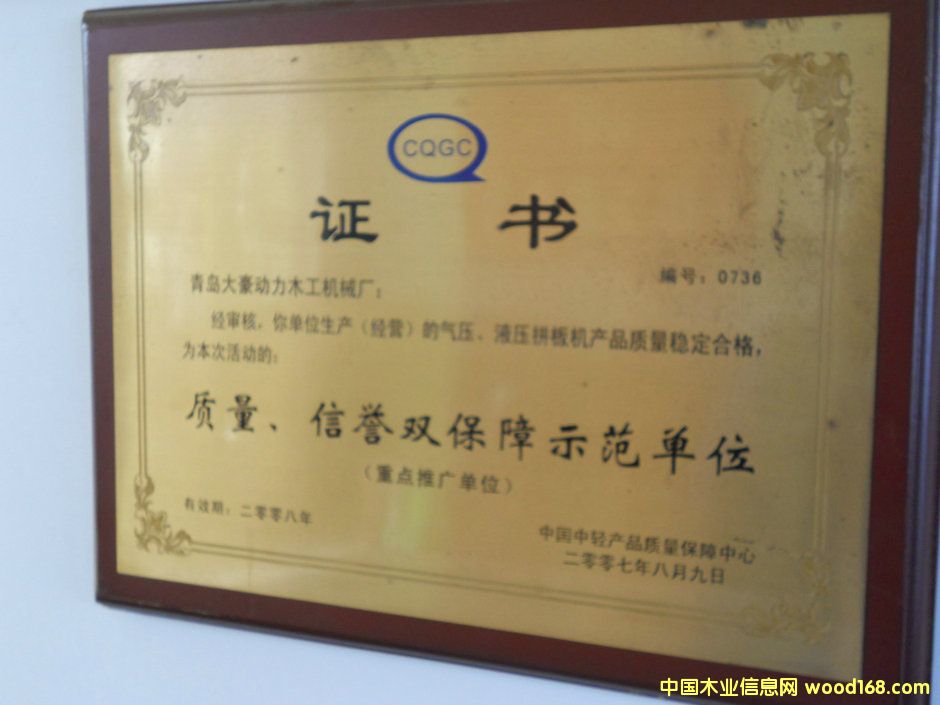 CQGC
证 书
编号：0736
青岛大豪动力木工机械厂：
经审核，你单位生产（经营）的气压、液压拼板机产品质量稳定合格，
为本次活动的：
质量、信誉双保障示范单位
（重点推广单位）
有效期：二零零八年
中国中轻产品质量保障中心
二零零七年八月九日
中国木业信息网 wood168.com